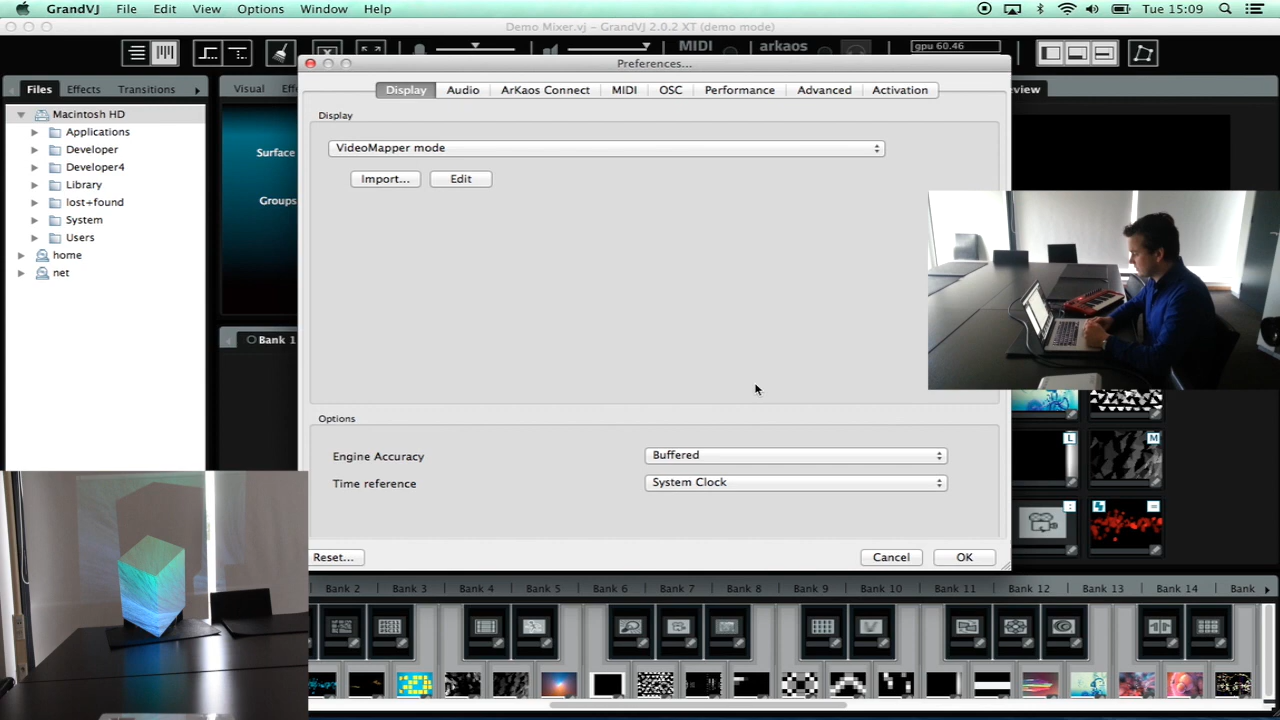 GrandVJ File Edit View Options Window Help Tue 15:09
Demo Mixer.vj – GrandVJ 2.0.2 XT (demo mode)
MIDI arkaos gpu 60.46
Preferences...
Files Effects Transitions
Visual
Display Audio ArKaos Connect MIDI OSC Performance Advanced Activation
Macintosh HD
Applications
Developer
Developer4
Library
lost+found
System
Users
home
net
Surface
Groups
Bank 1
Display
VideoMapper mode
Import... Edit
Options
Engine Accuracy Buffered
Time reference System Clock
Reset... Cancel OK
L M
Bank 2 Bank 3 Bank 4 Bank 5 Bank 6 Bank 7 Bank 8 Bank 9 Bank 10 Bank 11 Bank 12 Bank 13 Bank 14 Bank